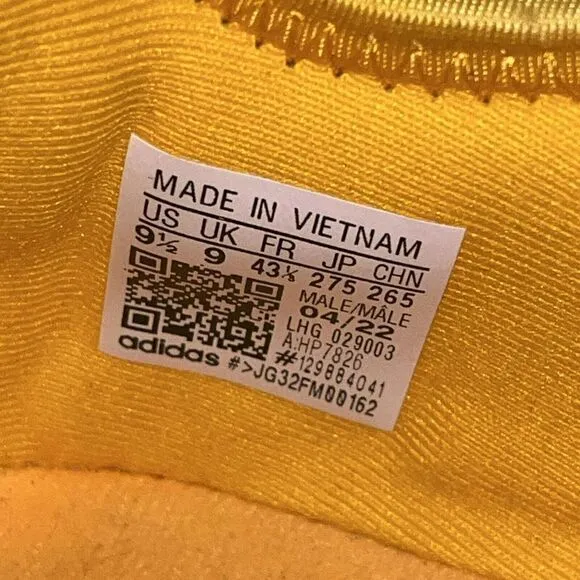 MADE IN VIETNAM
US UK FR JP CHN
9½ 9 43⅓ 275 265
MALE/MÂLE
04/22
LHG 029003
A:HP7826
#129884041
adidas #>JG32FM00162